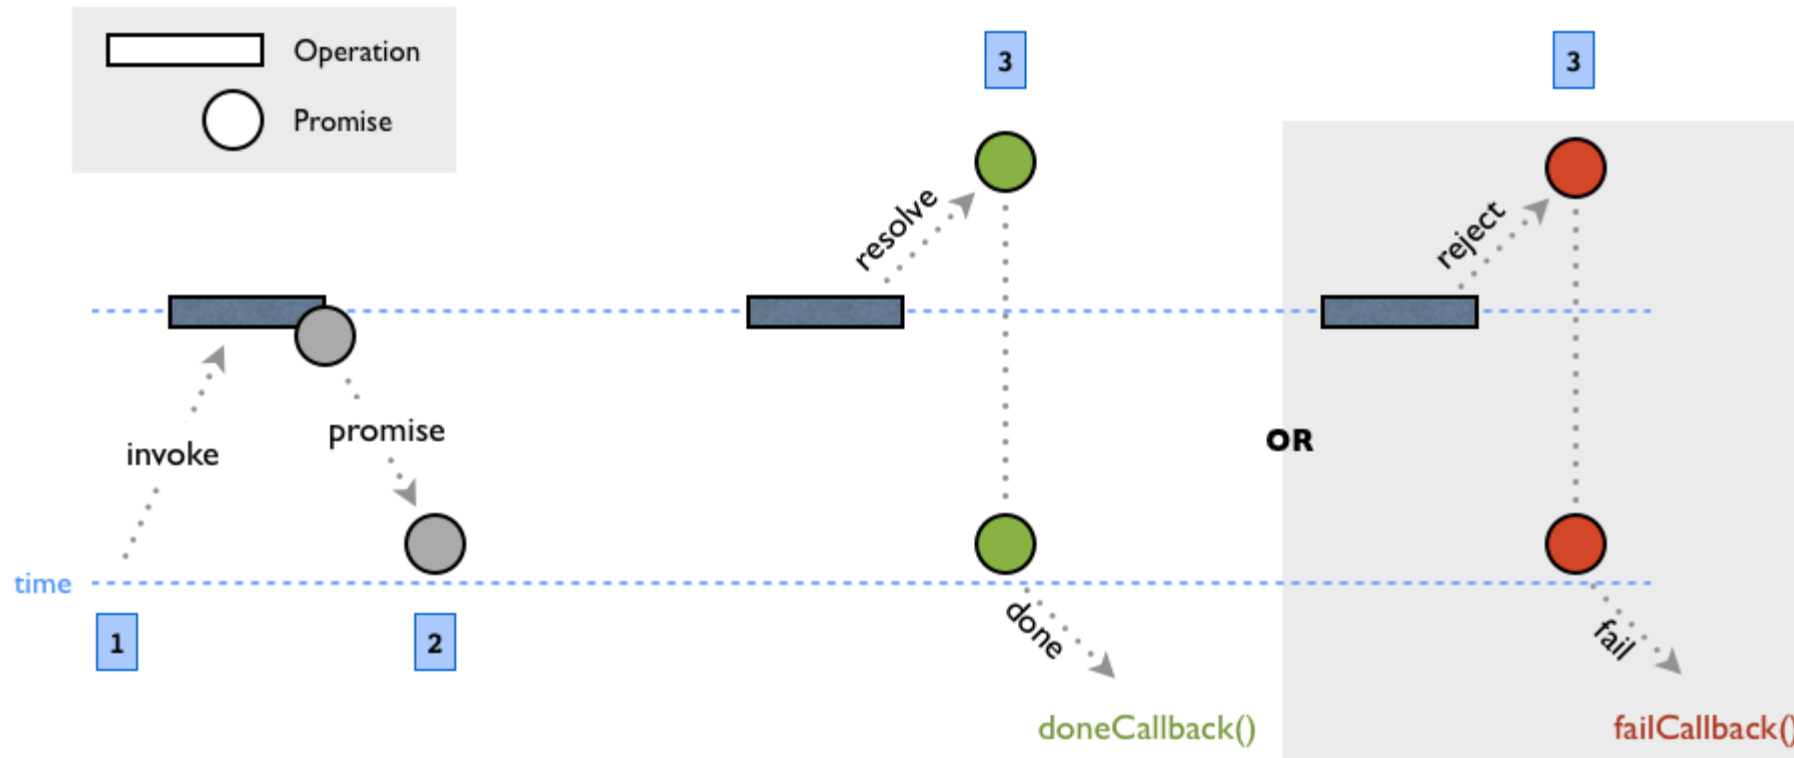 Operation
Promise
3
3
resolve
reject
promise
invoke
OR
time
1
2
done
fail
doneCallback()
failCallback()